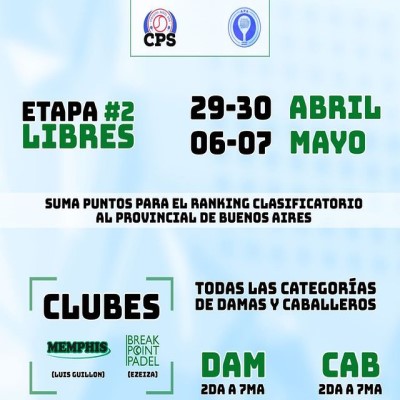 CPS
ETAPA #2
LIBRES
29-30 ABRIL
06-07 MAYO
SUMA PUNTOS PARA EL RANKING CLASIFICATORIO
AL PROVINCIAL DE BUENOS AIRES
CLUBES
MEMPHIS
(LUIS GUILLON)
BREAK
POINT
PADEL
(EZEIZA)
TODAS LAS CATEGORÍAS
DE DAMAS Y CABALLEROS
DAM
2DA A 7MA
CAB
2DA A 7MA